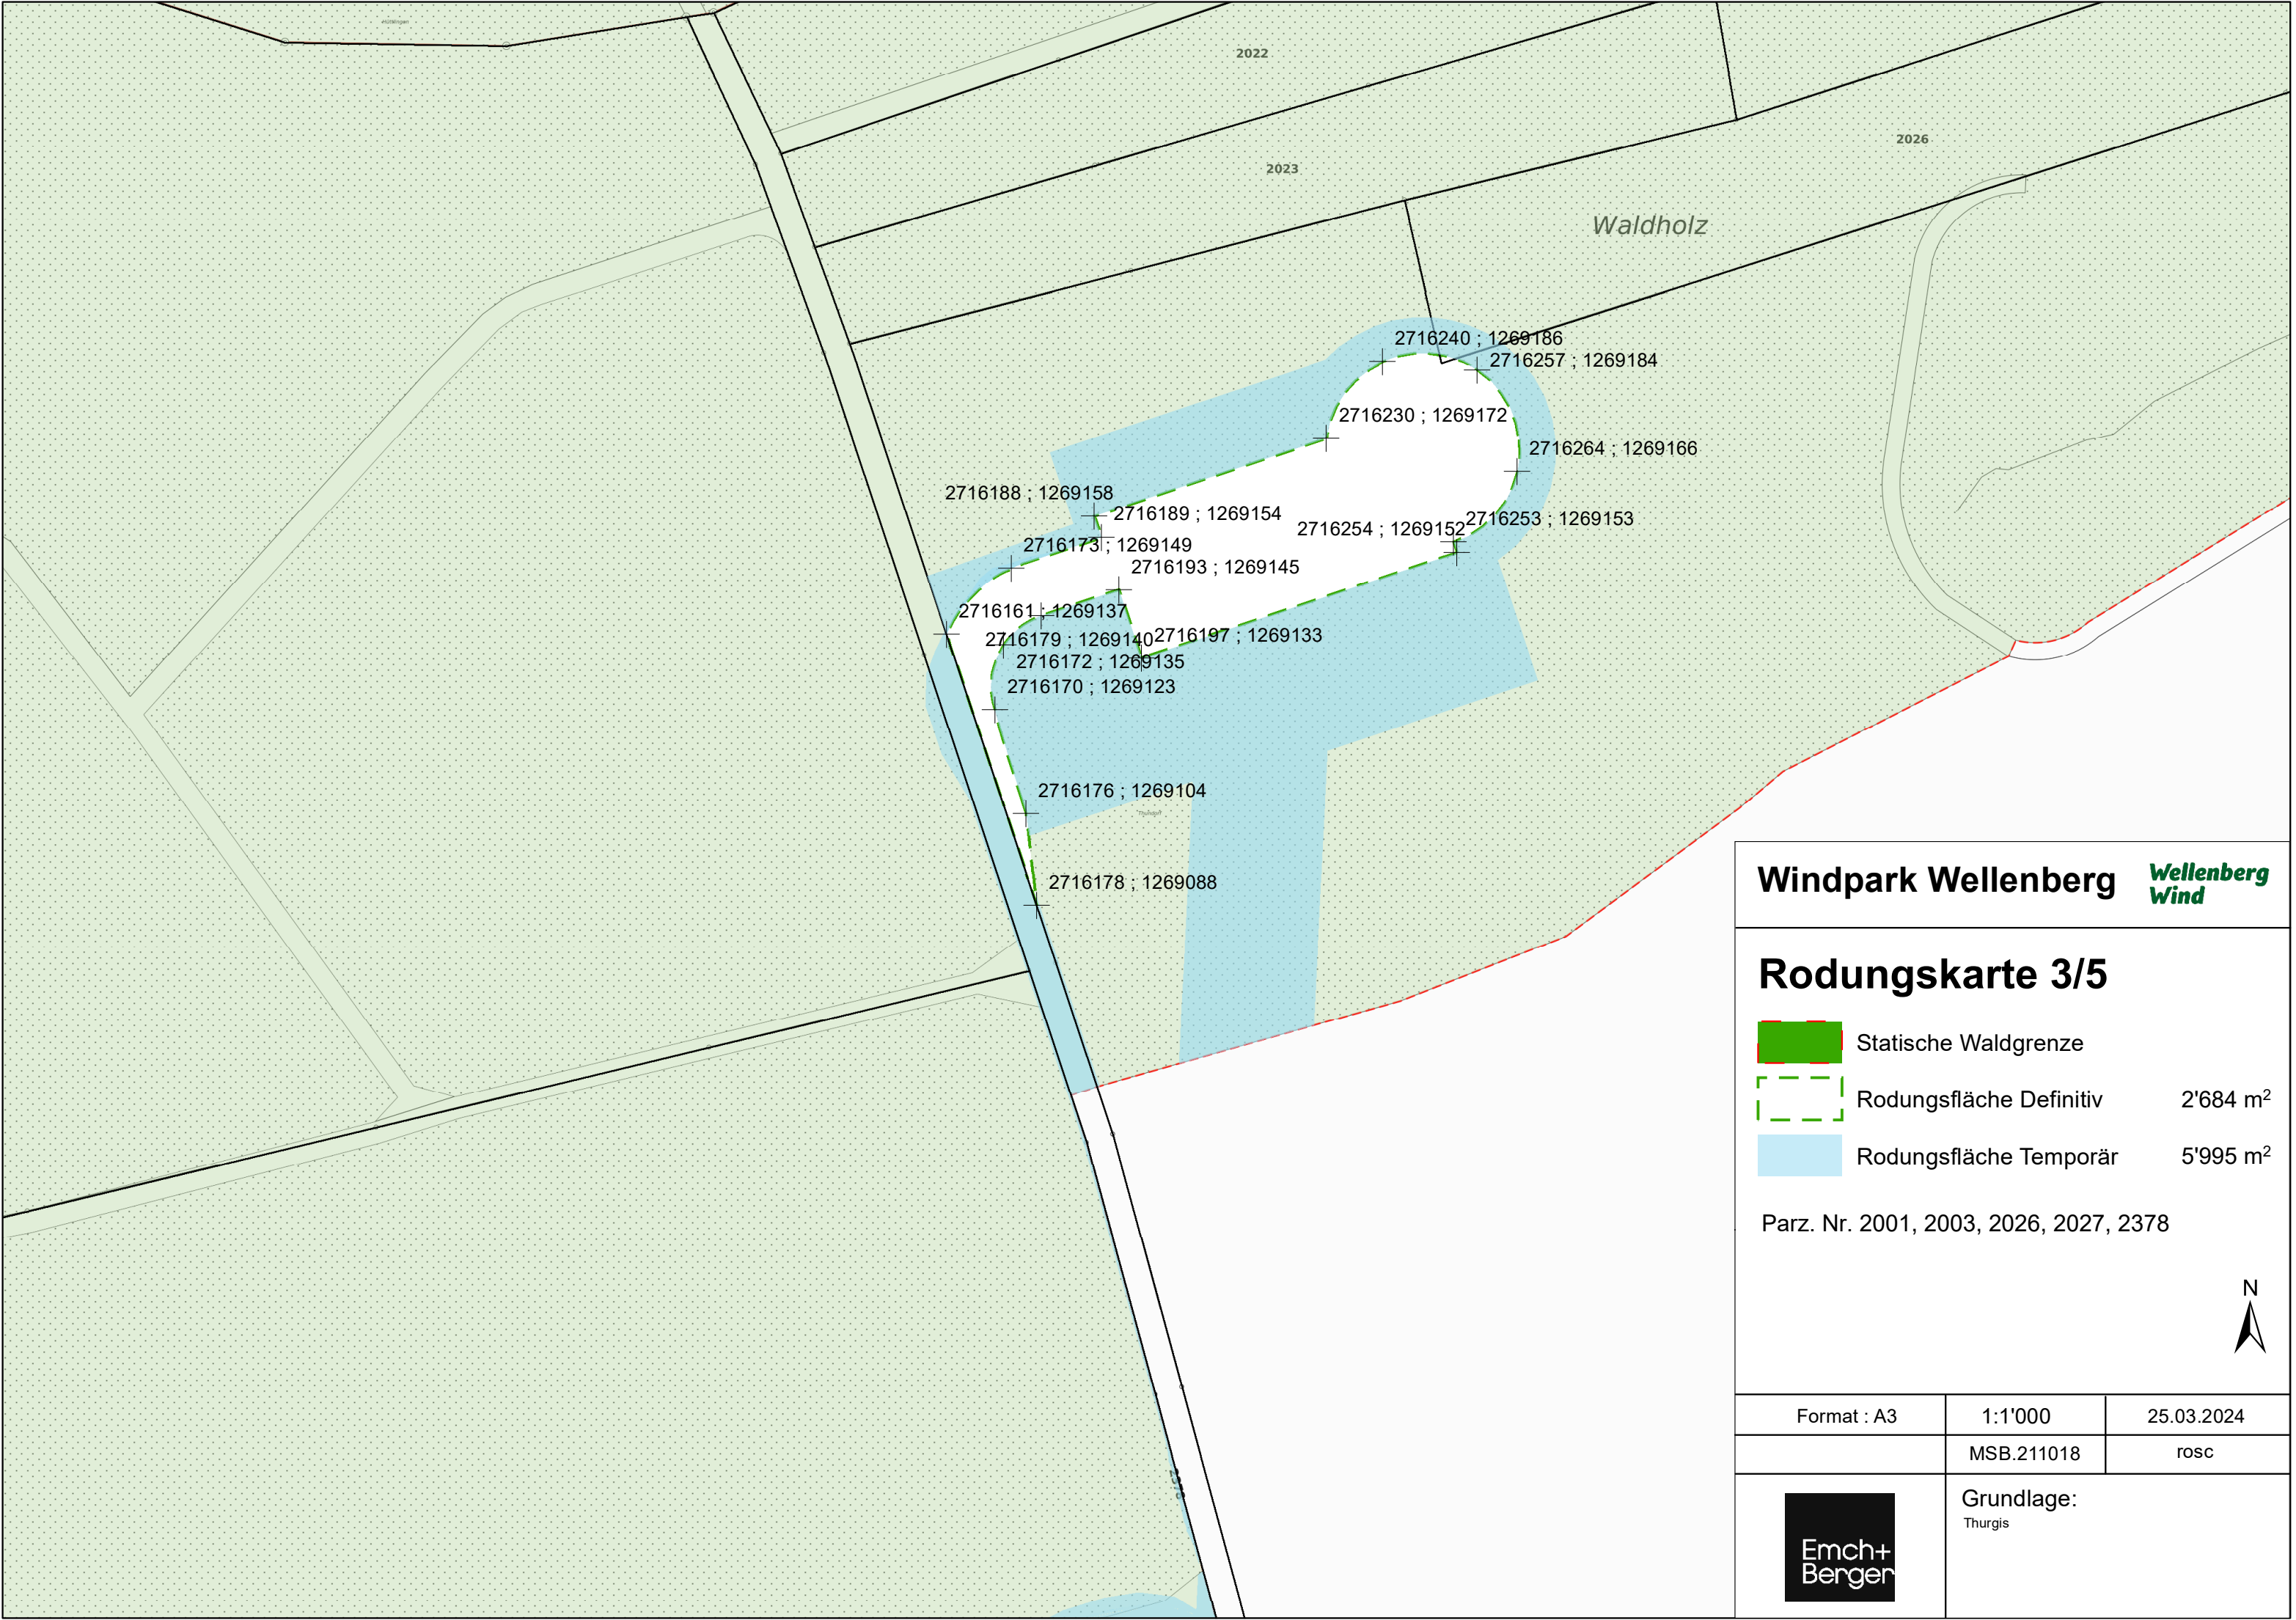 Hüttlingen
2022
2023
2026
Waldholz
2716240 ; 1269186
2716257 ; 1269184
2716230 ; 1269172
2716264 ; 1269166
2716188 ; 1269158
2716189 ; 1269154
2716254 ; 1269152
2716253 ; 1269153
2716173 ; 1269149
2716193 ; 1269145
2716161 ; 1269137
2716179 ; 1269140
2716197 ; 1269133
2716172 ; 1269135
2716170 ; 1269123
2716176 ; 1269104
Thundorf
2716178 ; 1269088
2378
Windpark Wellenberg
Wellenberg
Wind
Rodungskarte 3/5
Statische Waldgrenze
Rodungsfläche Definitiv 2'684 m²
Rodungsfläche Temporär 5'995 m²
Parz. Nr. 2001, 2003, 2026, 2027, 2378
N
Format : A3 1:1'000 25.03.2024
MSB.211018 rosc
Emch+
Berger
Grundlage:
Thurgis